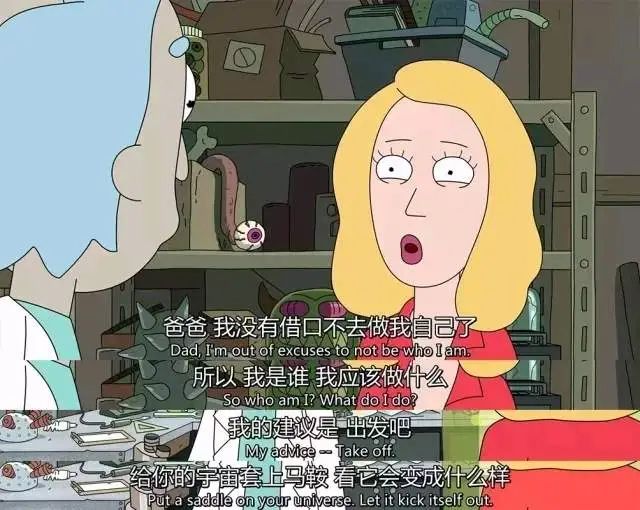 爸爸 我没有借口不去做我自己了
Dad, I'm out of excuses to not be who I am.
所以 我是谁 我应该做什么
So who am I? What do I do?
我的建议是 出发吧
My advice -- Take off.
给你的宇宙套上马鞍 看它会变成什么样
Put a saddle on your universe. Let it kick itself out.